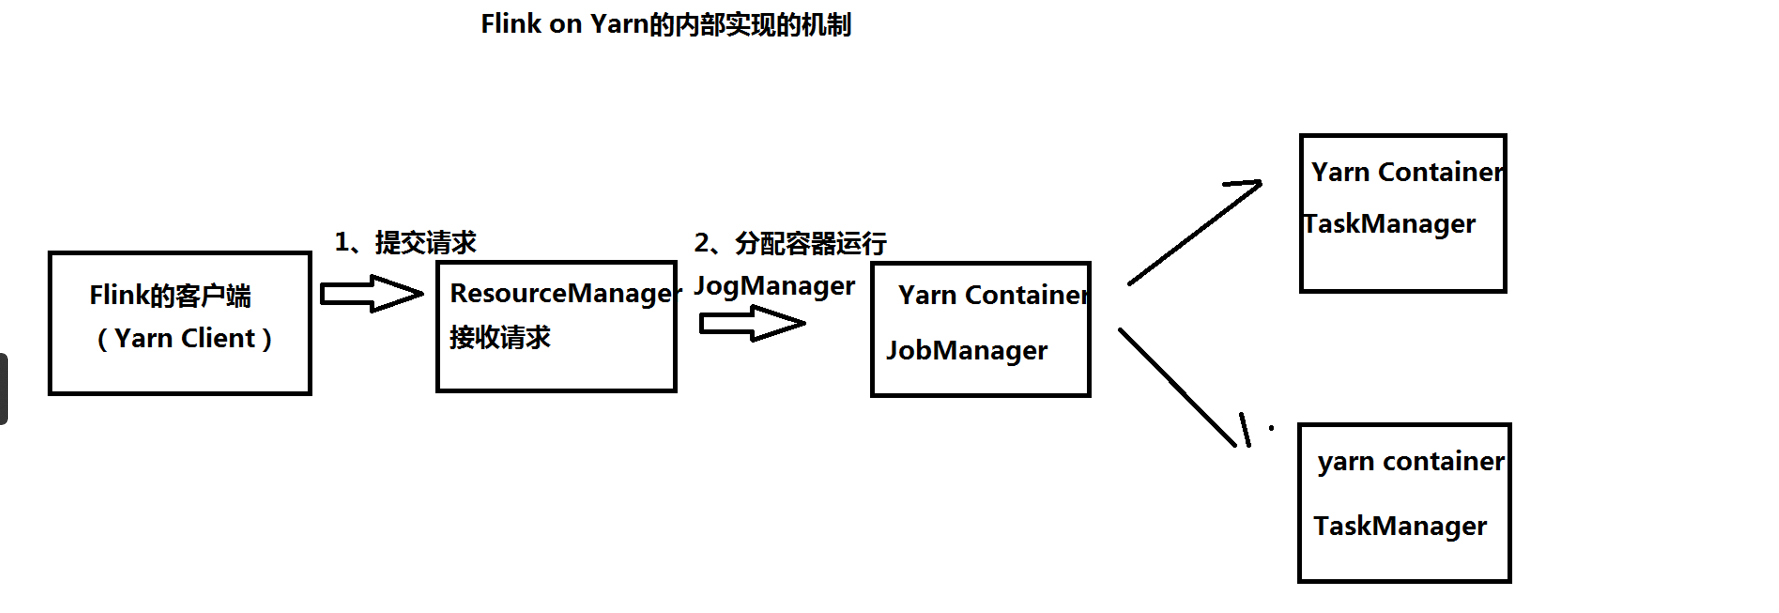 Flink on Yarn的内部实现的机制
Flink的客户端
（Yarn Client）
1、提交请求
ResourceManager
接收请求
2、分配容器运行
JogManager
Yarn Container
JobManager
Yarn Container
TaskManager
yarn container
TaskManager